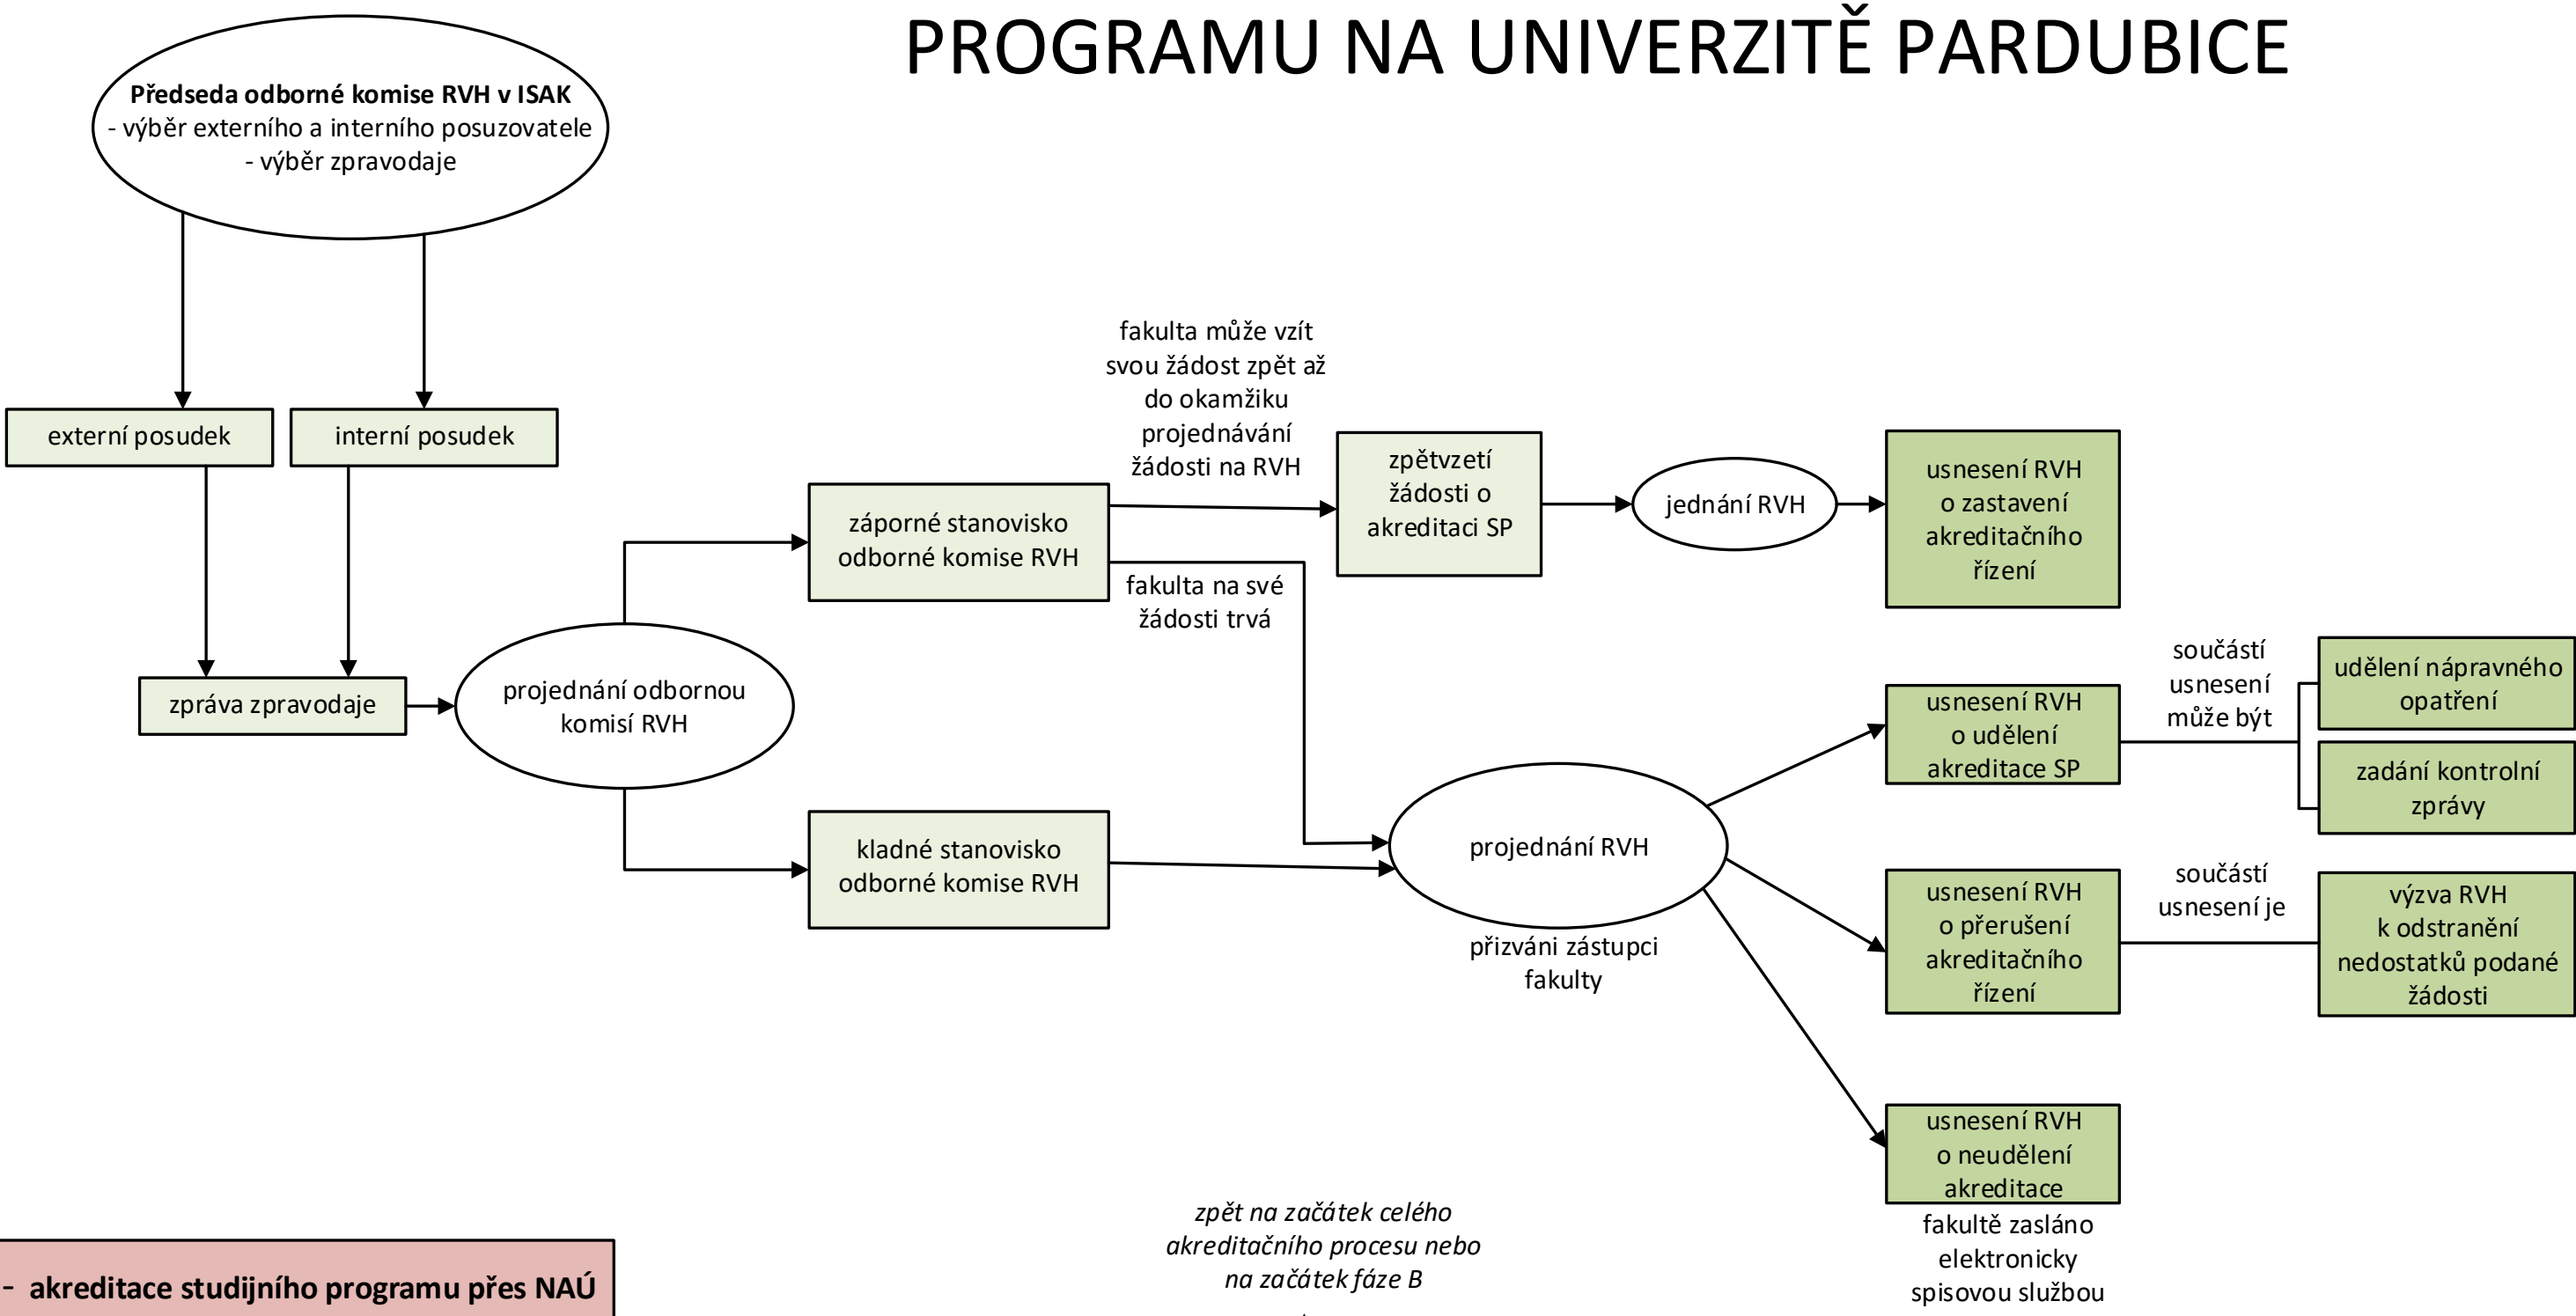 PROGRAMU NA UNIVERZITĚ PARDUBICE
Předseda odborné komise RVH v ISAK
- výběr externího a interního posuzovatele
- výběr zpravodaje
externí posudek
interní posudek
zpráva zpravodaje
projednání odbornou
komisí RVH
záporné stanovisko
odborné komise RVH
kladné stanovisko
odborné komise RVH
fakulta může vzít
svou žádost zpět až
do okamžiku
projednávání
žádosti na RVH
fakulta na své
žádosti trvá
zpětvzetí
žádosti o
akreditaci SP
jednání RVH
usnesení RVH
o zastavení
akreditačního
řízení
projednání RVH
přizváni zástupci
fakulty
usnesení RVH
o udělení
akreditace SP
součástí
usnesení
může být
udělení nápravného
opatření
zadání kontrolní
zprávy
usnesení RVH
o přerušení
akreditačního
řízení
součástí
usnesení je
výzva RVH
k odstranění
nedostatků podané
žádosti
usnesení RVH
o neudělení
akreditace
fakultě zasláno
elektronicky
spisovou službou
zpět na začátek celého
akreditačního procesu nebo
na začátek fáze B
- akreditace studijního programu přes NAÚ